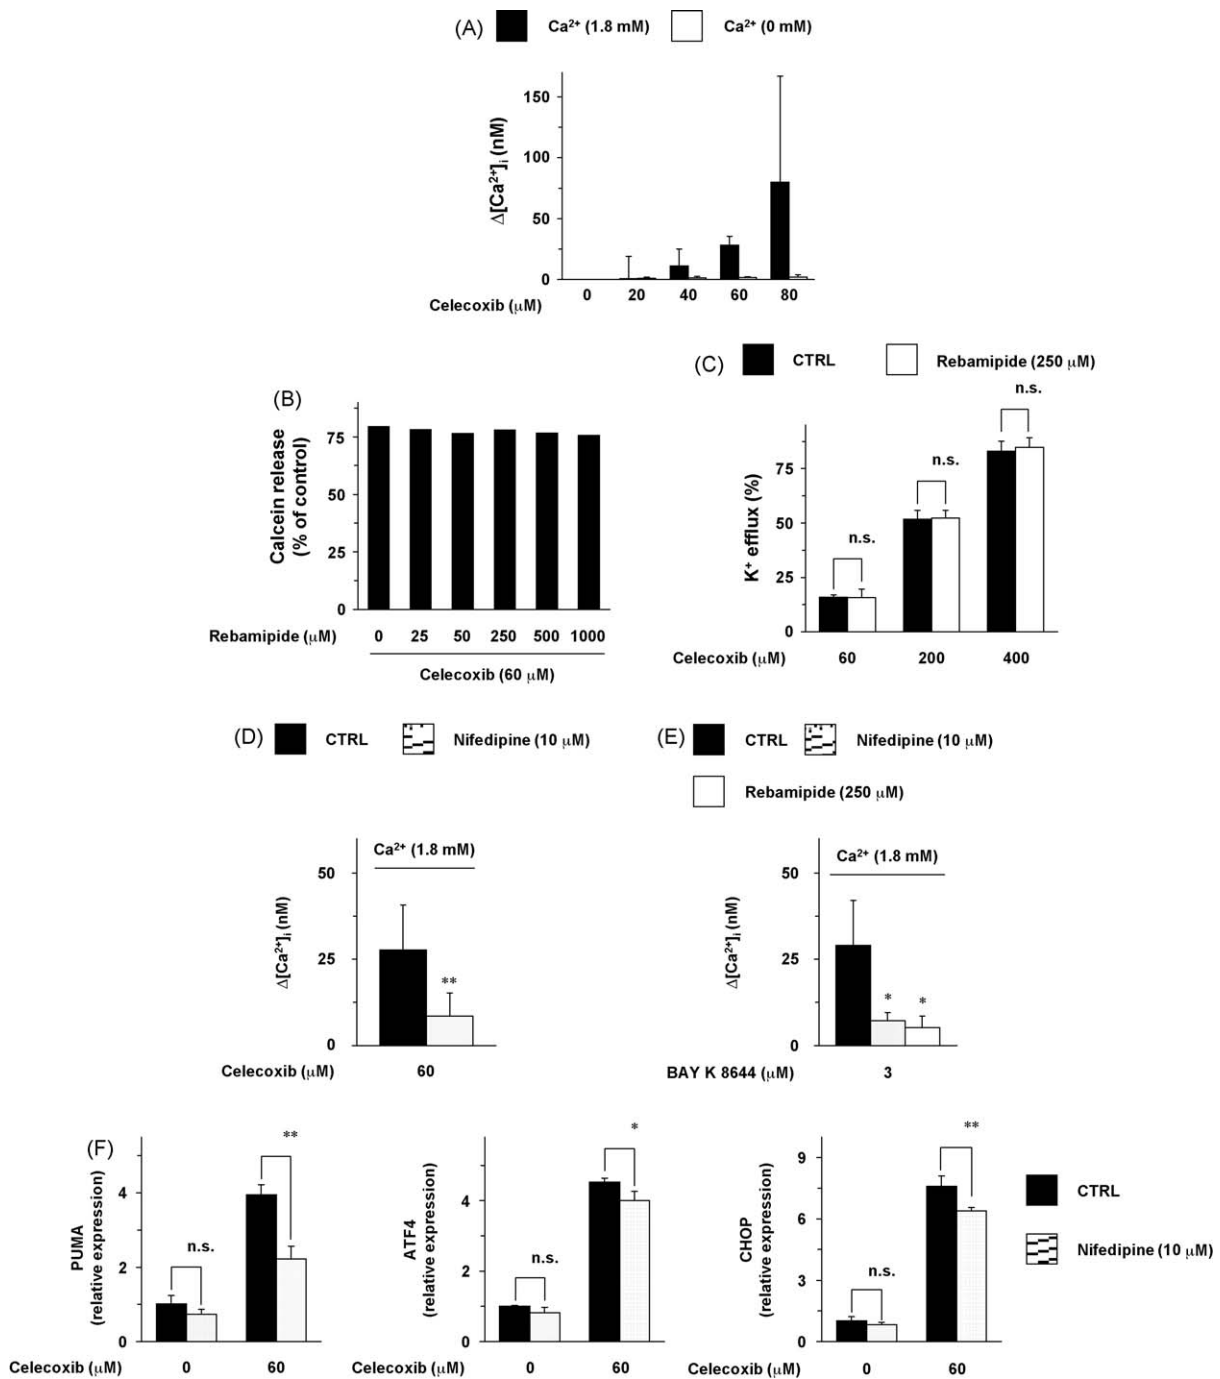 (A) Ca²⁺ (1.8 mM) Ca²⁺ (0 mM)
Δ[Ca²⁺]ᵢ (nM)
150
100
50
0
Celecoxib (μM) 0 20 40 60 80
(B)
Calcein release
(% of control)
75
50
25
0
Rebamipide (μM) 0 25 50 250 500 1000
Celecoxib (60 μM)
(C) CTRL Rebamipide (250 μM)
K⁺ efflux (%)
75
50
25
0
n.s.
n.s.
n.s.
Celecoxib (μM) 60 200 400
(D) CTRL Nifedipine (10 μM)
Ca²⁺ (1.8 mM)
Δ[Ca²⁺]ᵢ (nM)
50
25
0
**
Celecoxib (μM) 60
(E) CTRL Nifedipine (10 μM)
Rebamipide (250 μM)
Ca²⁺ (1.8 mM)
Δ[Ca²⁺]ᵢ (nM)
50
25
0
* *
BAY K 8644 (μM) 3
(F)
PUMA
(relative expression)
4
2
0
n.s.
**
Celecoxib (μM) 0 60
ATF4
(relative expression)
4
2
0
n.s.
*
Celecoxib (μM) 0 60
CHOP
(relative expression)
9
6
3
0
n.s.
**
Celecoxib (μM) 0 60
CTRL
Nifedipine (10 μM)